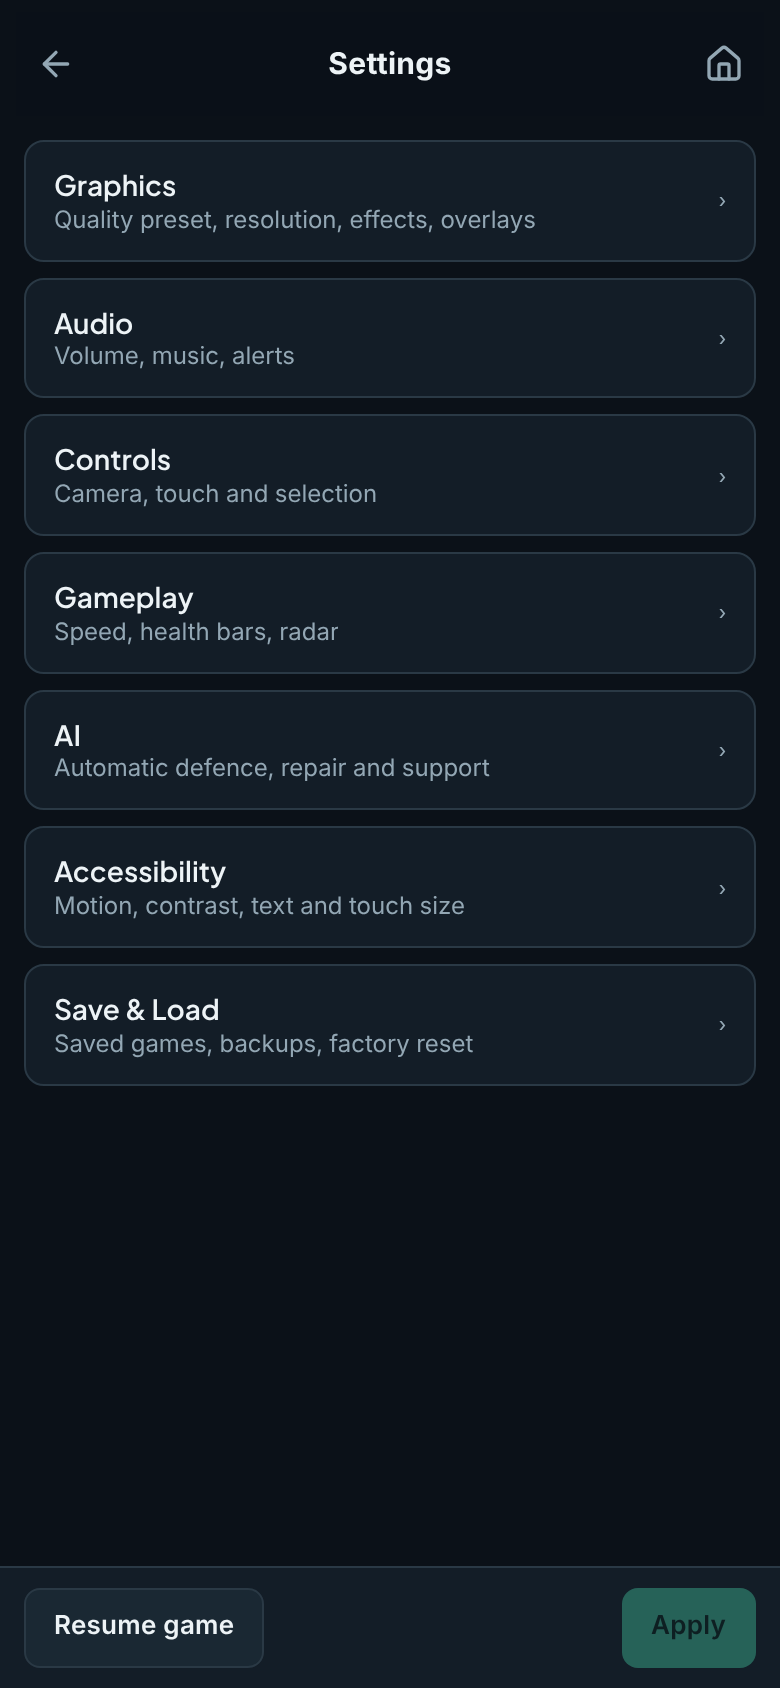 Settings
Graphics
Quality preset, resolution, effects, overlays
Audio
Volume, music, alerts
Controls
Camera, touch and selection
Gameplay
Speed, health bars, radar
AI
Automatic defence, repair and support
Accessibility
Motion, contrast, text and touch size
Save & Load
Saved games, backups, factory reset
Resume game
Apply